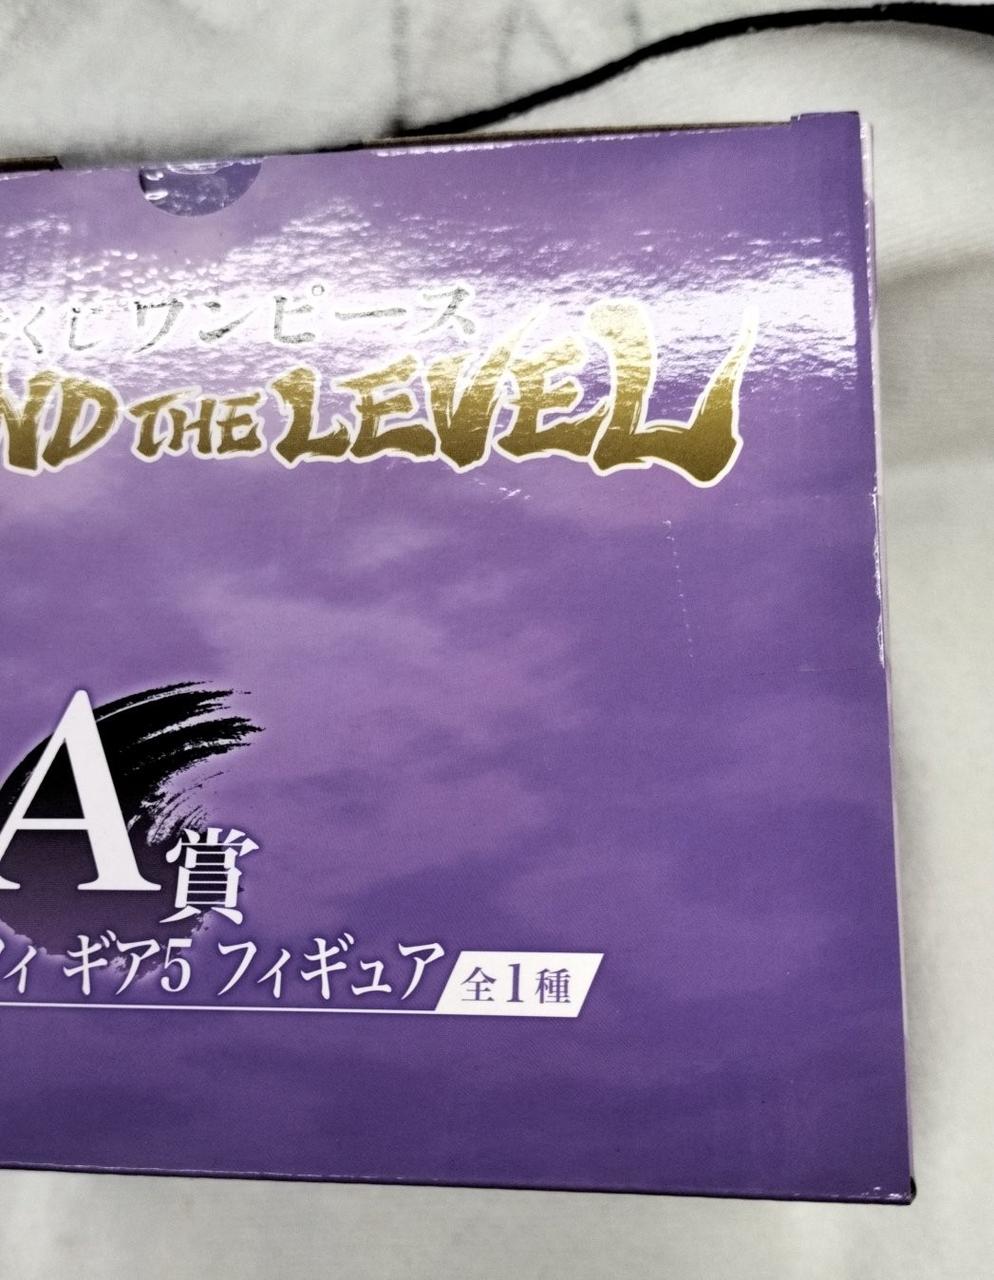 くじ ワンピース
ND THE LEVEL
A賞
ィ ギア5 フィギュア 全1種